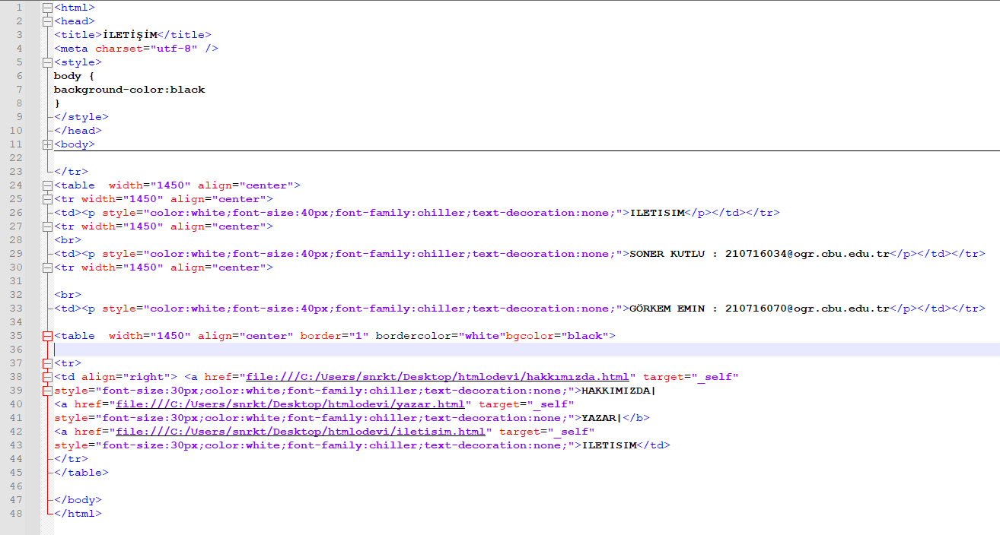 1 <html>
2 <head>
3 <title>İLETİŞİM</title>
4 <meta charset="utf-8" />
5 <style>
6 body {
7 background-color:black
8 }
9 </style>
10 </head>
11 <body>
22
23 </tr>
24 <table  width="1450" align="center">
25 <tr width="1450" align="center">
26 <td><p style="color:white;font-size:40px;font-family:chiller;text-decoration:none;">ILETISIM</p></td></tr>
27 <tr width="1450" align="center">
28 <br>
29 <td><p style="color:white;font-size:40px;font-family:chiller;text-decoration:none;">SONER KUTLU : 210716034@ogr.cbu.edu.tr</p></td></tr>
30 <tr width="1450" align="center">
31
32 <br>
33 <td><p style="color:white;font-size:40px;font-family:chiller;text-decoration:none;">GÖRKEM EMIN : 210716070@ogr.cbu.edu.tr</p></td></tr>
34
35 <table  width="1450" align="center" border="1" bordercolor="white"bgcolor="black">
36
37 <tr>
38 <td align="right"> <a href="file:///C:/Users/snrkt/Desktop/htmlodevi/hakkımızda.html" target="_self"
39 style="font-size:30px;color:white;font-family:chiller;text-decoration:none;">HAKKIMIZDA|
40 <a href="file:///C:/Users/snrkt/Desktop/htmlodevi/yazar.html" target="_self"
41 style="font-size:30px;color:white;font-family:chiller;text-decoration:none;">YAZAR|</b>
42 <a href="file:///C:/Users/snrkt/Desktop/htmlodevi/iletisim.html" target="_self"
43 style="font-size:30px;color:white;font-family:chiller;text-decoration:none;">ILETISIM</td>
44 </tr>
45 </table>
46
47 </body>
48 </html>